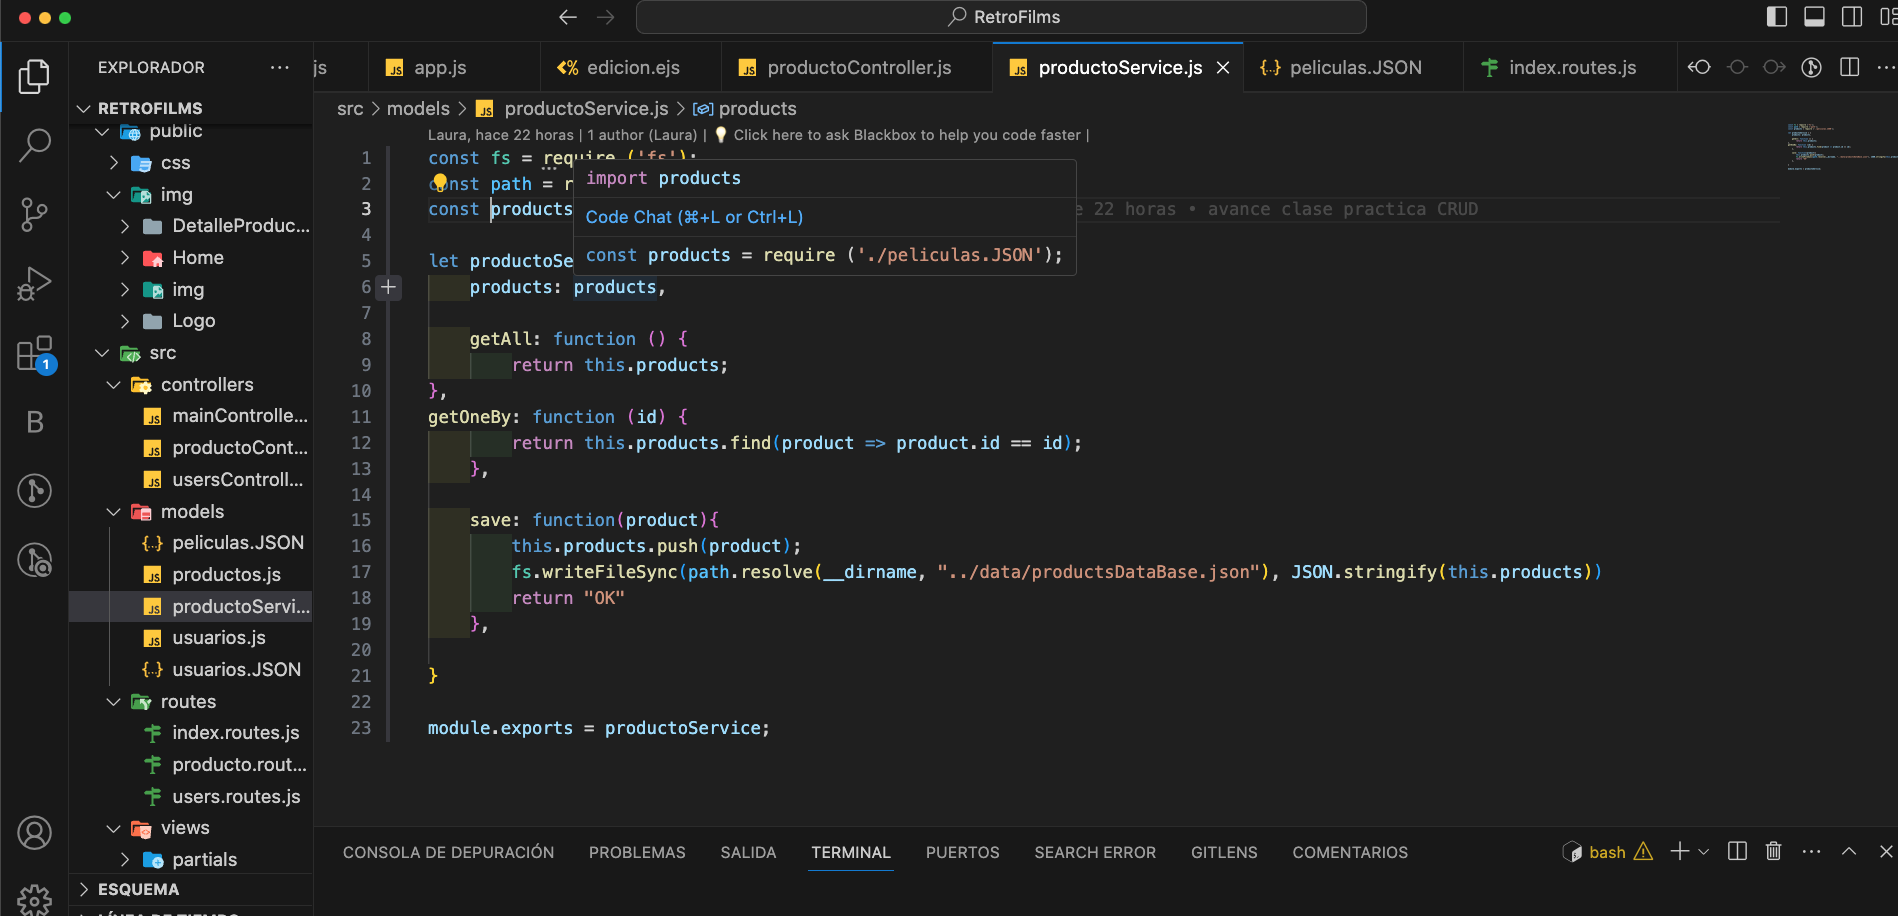 RetroFilms
EXPLORADOR
js
app.js
edicion.ejs
productoController.js
productoService.js
peliculas.JSON
index.routes.js
RETROFILMS
public
css
img
DetalleProduc...
Home
img
Logo
src
controllers
mainControlle...
productoCont...
usersControll...
models
peliculas.JSON
productos.js
productoServi...
usuarios.js
usuarios.JSON
routes
index.routes.js
producto.rout...
users.routes.js
views
partials
ESQUEMA
1
B
src > models > productoService.js > products
Laura, hace 22 horas | 1 author (Laura) | Click here to ask Blackbox to help you code faster |
1 const fs = require ('fs');
2 const path = r
3 const products e 22 horas • avance clase practica CRUD
import products
Code Chat (⌘+L or Ctrl+L)
const products = require ('./peliculas.JSON');
4
5 let productoSe
6 products: products,
7
8 getAll: function () {
9 return this.products;
10 },
11 getOneBy: function (id) {
12 return this.products.find(product => product.id == id);
13 },
14
15 save: function(product){
16 this.products.push(product);
17 fs.writeFileSync(path.resolve(__dirname, "../data/productsDataBase.json"), JSON.stringify(this.products))
18 return "OK"
19 },
20
21 }
22
23 module.exports = productoService;
CONSOLA DE DEPURACIÓN PROBLEMAS SALIDA TERMINAL PUERTOS SEARCH ERROR GITLENS COMENTARIOS
bash